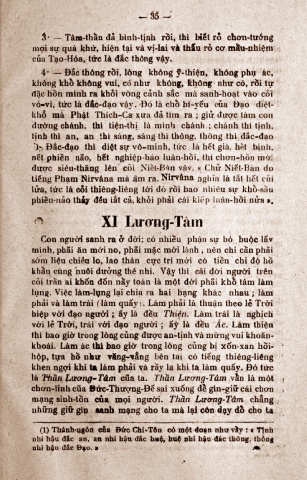 — 35 —
3· — Tâm-thần đã bình-tịnh rồi, thì biết rõ chơn-tướng
mọi sự quá khứ, hiện tại và vị-lai và thấu rõ cơ mầu-nhiệm
của Tạo-Hóa, tức là đắc thông vậy.
4· — Đắc thông rồi, lòng không ý-thiện, không phụ ác,
không khổ không vui, có như không, không như có, rồi tự
đặc hồn mình ra khỏi vòng cảnh sắc mà sanh-hoạt vào cõi
vô-vi, tức là đắc-đạo vậy. Đó là chỗ bí-yếu của Đạo diệt-
khổ mà Phật Thích-Ca xưa đã tìm ra ; giữ được tám con
đường chánh, thì tiện-thị là mình chánh ; chánh thì tịnh,
tịnh thì an, an thì sáng, sáng thì thông, thông thì đắc-đạo
. Đắc-đạo thì diệt sự vô-minh, tức là hết già, hết bịnh,
nết phiền não, hết nghiệp-báo luân-hồi, thì chơn-hồn mới
được siêu-thăng lên cõi Niết-Bàn vậy. « Chữ Niết-Bàn do
tiếng Phạm Nirvâna mà âm ra. Nirvâna nghĩa là tắt hết củi
lửa, tức là cõi thiêng-liêng tới đó rồi bao nhiêu sự khổ-sầu
phiền-não thảy đều tắt cả, khỏi phải cái kiếp luân-hồi nữa ».
XI Lương-Tâm
Con người sanh ra ở đời; có nhiều phận sự bó buộc lấy
mình, phải ăn mới no, phải mặc mới lành, nên chi cần phải
sớm liệu chiều lo, lao thân cực trí mới có tiền chi độ hồ
khẩu cùng nuôi dưỡng thê nhi. Vậy thì cái đời người trên
cõi trần ai khốn đốn nầy toàn là một đời phải khổ tâm làm
lụng. Việc làm-lụng lại chia ra hai hạng khác nhau ; làm
phải và làm trái (làm quấy). Làm phải là thuận theo lẽ Trời
hiệp với đạo người ; ấy là đều Thiện. Làm trái là nghịch
với lẽ Trời, trái với đạo người ; ấy là đều Ác. Làm thiện
thì bao giờ trong lòng cũng được an-tịnh và mừng vui khoăn-
khoái. Làm ác thì bao giờ trong lòng cũng bị xốn-xan hồi-
hộp, tựa hồ như văng-vẳng bên tai có tiếng thiêng-liêng
khen ngợi khi ta làm phải và rầy la khi ta làm quấy. Đó tức
là Thần Lương-Tâm của ta. Thần Lương-Tâm vẫn là một
chơn-linh của Đức-Thượng-Đế sai xuống để gìn-giữ cái chơn
mạng sinh-tồn của mọi người. Thần Lương-Tâm chẳng
những giữ gìn sanh mạng cho ta mà lại còn dạy dỗ cho ta
(1) Thánh-ngôn của Đức Chí-Tôn có một đoạn như vầy : « Tịnh
nhi hậu đắc an, an nhi hậu đắc huệ, huệ nhi hậu đắc thông, thông
nhi hậu đắc Đạo. »